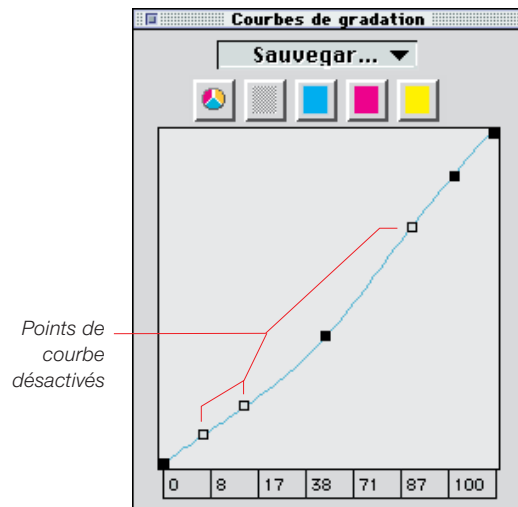 Courbes de gradation
Sauvegar...
Points de
courbe
désactivés
0 8 17 38 71 87 100